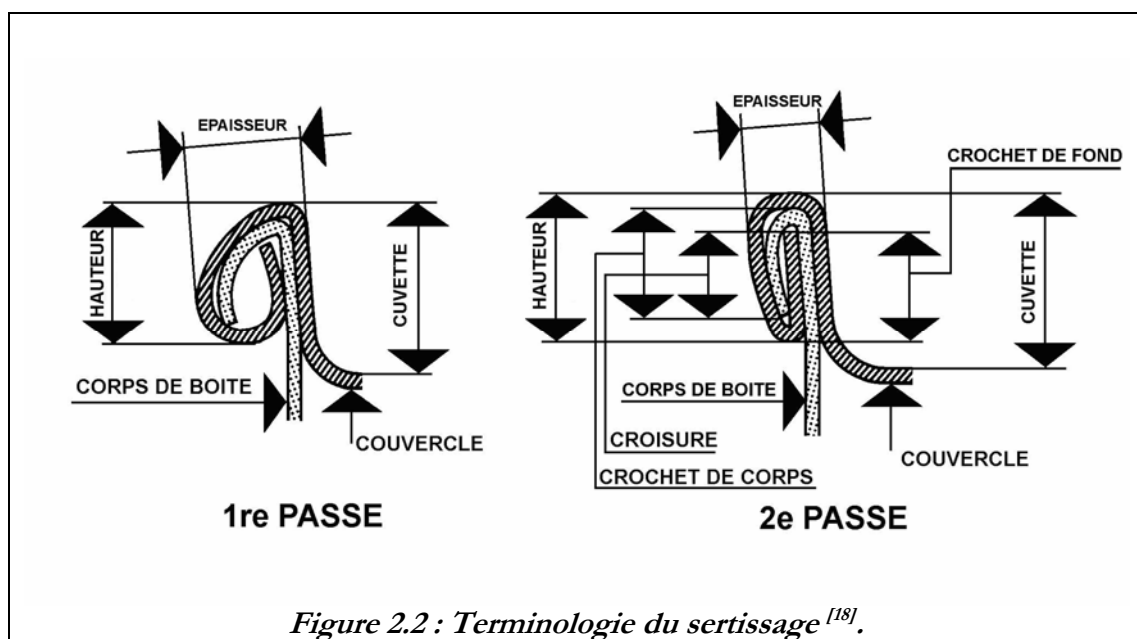 EPAISSEUR
HAUTEUR
CUVETTE
CORPS DE BOITE
COUVERCLE
1re PASSE
EPAISSEUR
CROCHET DE FOND
HAUTEUR
CUVETTE
CORPS DE BOITE
CROISURE
CROCHET DE CORPS
COUVERCLE
2e PASSE
Figure 2.2 : Terminologie du sertissage [18].